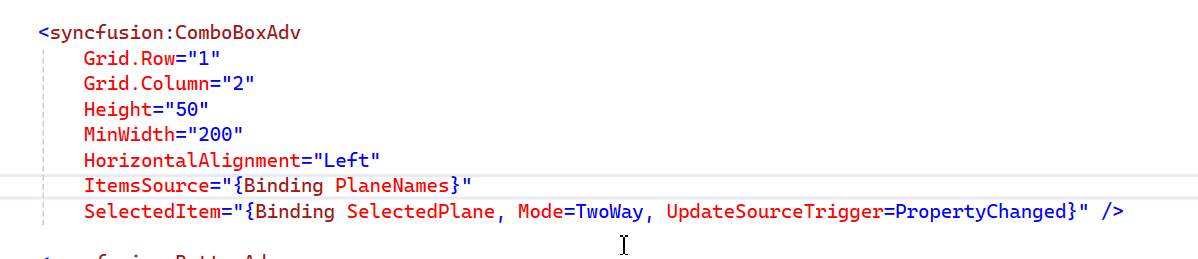 <syncfusion:ComboBoxAdv
Grid.Row="1"
Grid.Column="2"
Height="50"
MinWidth="200"
HorizontalAlignment="Left"
ItemsSource="{Binding PlaneNames}"
SelectedItem="{Binding SelectedPlane, Mode=TwoWay, UpdateSourceTrigger=PropertyChanged}" />